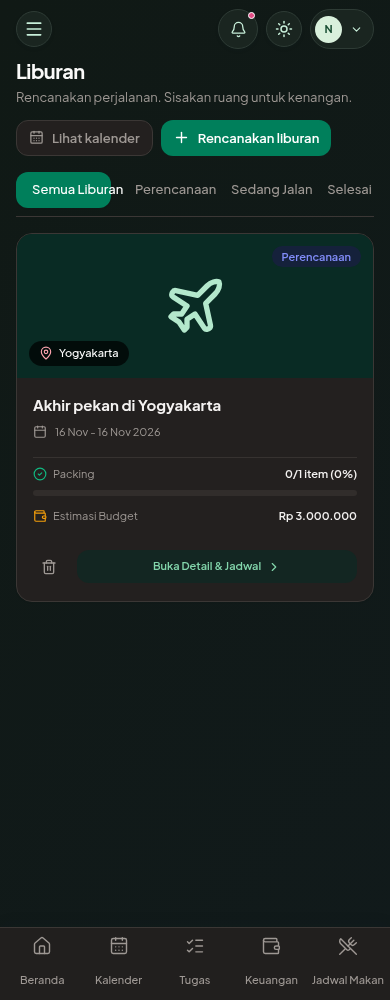 N
Liburan
Rencanakan perjalanan. Sisakan ruang untuk kenangan.
Lihat kalender
Rencanakan liburan
Semua Liburan Perencanaan Sedang Jalan Selesai
Perencanaan
Yogyakarta
Akhir pekan di Yogyakarta
16 Nov - 16 Nov 2026
Packing 0/1 item (0%)
Estimasi Budget Rp 3.000.000
Buka Detail & Jadwal
Beranda Kalender Tugas Keuangan Jadwal Makan